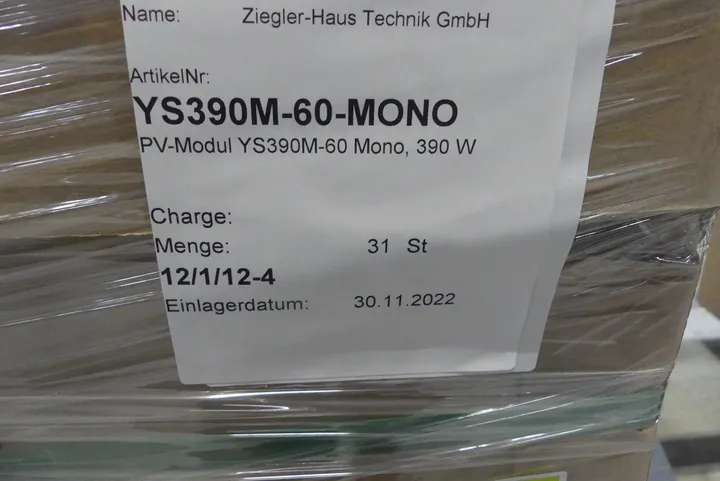 Name: Ziegler-Haus Technik GmbH
ArtikelNr:
YS390M-60-MONO
PV-Modul YS390M-60 Mono, 390 W
Charge:
Menge: 31 St
12/1/12-4
Einlagerdatum: 30.11.2022